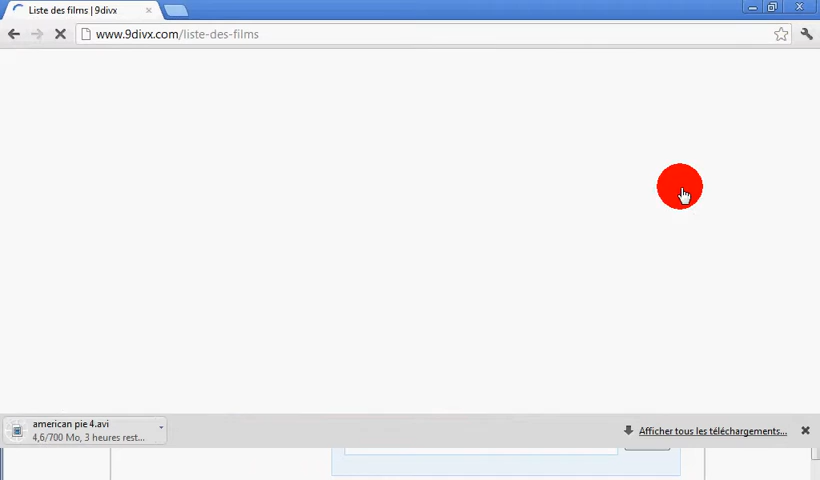 Liste des films | 9divx
www.9divx.com/liste-des-films
american pie 4.avi
4,6/700 Mo, 3 heures rest...
Afficher tous les téléchargements...